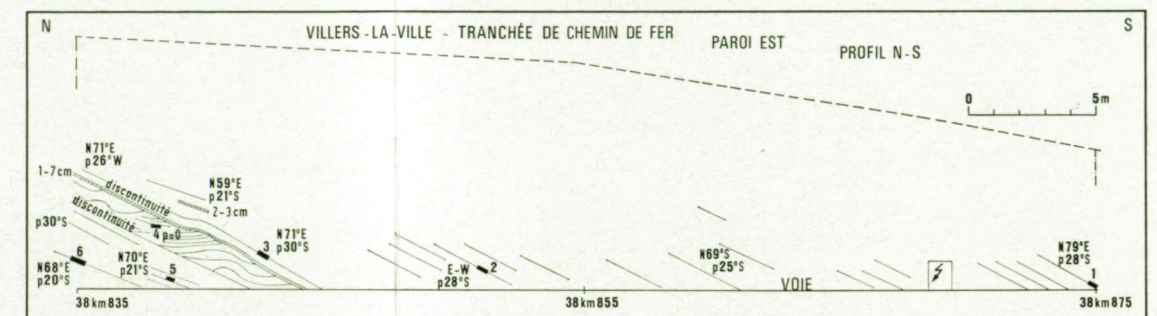 N
S
VILLERS-LA-VILLE - TRANCHÉE DE CHEMIN DE FER
PAROI EST
PROFIL N-S
0
5m
N71°E
p26°W
1-7cm
discontinuité
N59°E
p21°S
2-3cm
discontinuité
p30°S
4 p=0
3
N71°E
p30°S
6
N68°E
p20°S
N70°E
p21°S
5
E-W
p28°S
2
N69°S
p25°S
VOIE
N79°E
p28°S
1
38km835
38km855
38km875